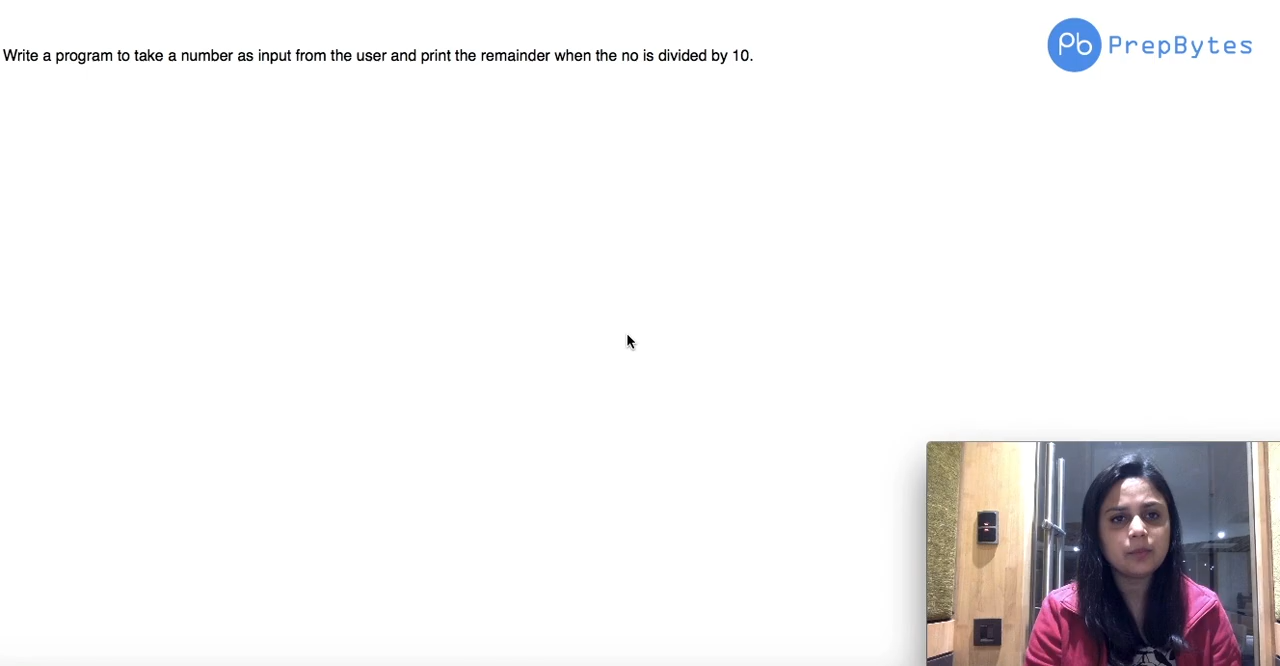 Write a program to take a number as input from the user and print the remainder when the no is divided by 10.
Pb PrepBytes